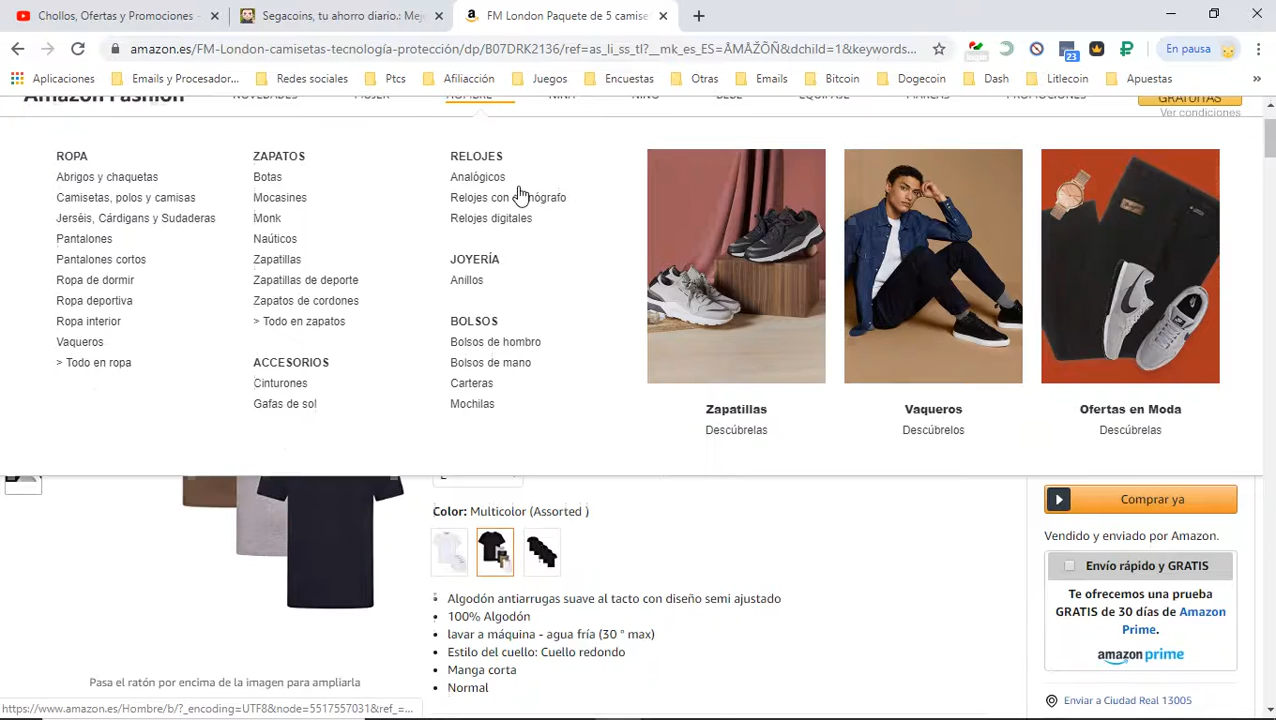 Chollos, Ofertas y Promociones -
Segacoins, tu ahorro diario.: Mej
FM London Paquete de 5 camise
amazon.es/FM-London-camisetas-tecnología-protección/dp/B07DRK2136/ref=as_li_ss_tl?__mk_es_ES=ÅMÅŽÕÑ&dchild=1&keywords...
23
En pausa
Aplicaciones
Emails y Procesador...
Redes sociales
Ptcs
Afiliación
Juegos
Encuestas
Otras
Emails
Bitcoin
Dogecoin
Dash
Litlecoin
Apuestas
»
Amazon Fashion
NOVEDADES
MUJER
HOMBRE
NIÑA
NIÑO
BEBÉ
EQUIPAJE
MARCAS
PROMOCIONES
GRATUITAS
Ver condiciones
ROPA
Abrigos y chaquetas
Camisetas, polos y camisas
Jerséis, Cárdigans y Sudaderas
Pantalones
Pantalones cortos
Ropa de dormir
Ropa deportiva
Ropa interior
Vaqueros
> Todo en ropa
ZAPATOS
Botas
Mocasines
Monk
Naúticos
Zapatillas
Zapatillas de deporte
Zapatos de cordones
> Todo en zapatos
ACCESORIOS
Cinturones
Gafas de sol
RELOJES
Analógicos
Relojes con nógrafo
Relojes digitales
JOYERÍA
Anillos
BOLSOS
Bolsos de hombro
Bolsos de mano
Carteras
Mochilas
Zapatillas
Descúbrelas
Vaqueros
Descúbrelos
Ofertas en Moda
Descúbrelas
Color: Multicolor (Assorted )
• Algodón antiarrugas suave al tacto con diseño semi ajustado
• 100% Algodón
• lavar a máquina - agua fría (30 ° max)
• Estilo del cuello: Cuello redondo
• Manga corta
• Normal
Pasa el ratón por encima de la imagen para ampliarla
Comprar ya
Vendido y enviado por Amazon.
Envío rápido y GRATIS
Te ofrecemos una prueba
GRATIS de 30 días de Amazon
Prime.
amazon prime
Enviar a Ciudad Real 13005
https://www.amazon.es/Hombre/b/?_encoding=UTF8&node=5517557031&ref_=...